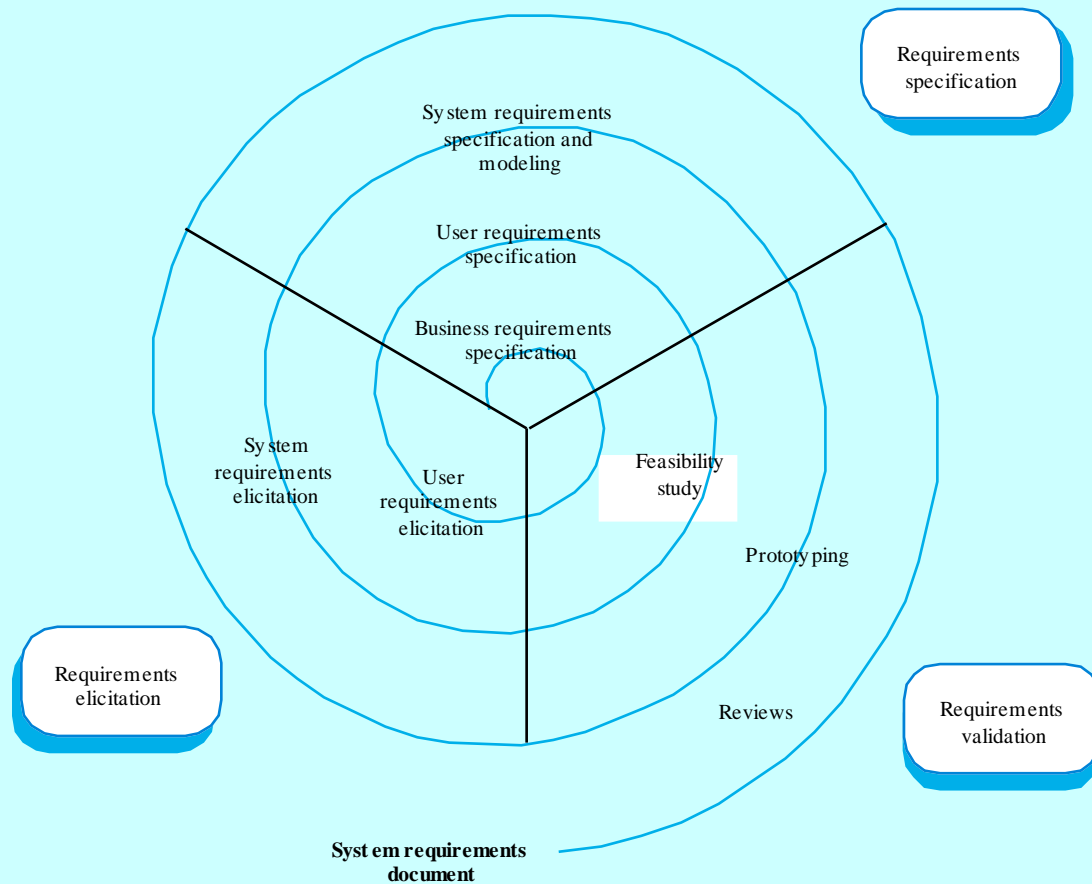 Requirements
specification
System requirements
specification and
modeling
User requirements
specification
Business requirements
specification
System
requirements
elicitation
User
requirements
elicitation
Feasibility
study
Prototyping
Requirements
elicitation
Reviews
Requirements
validation
System requirements
document